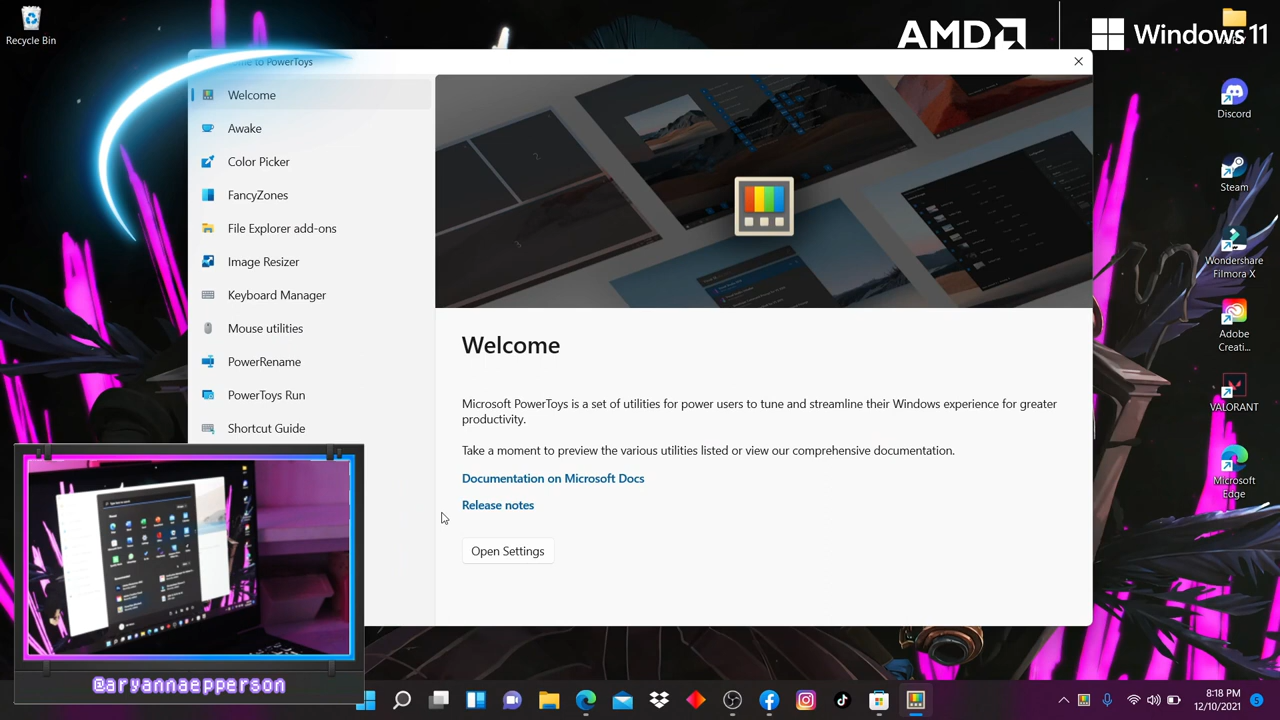 Recycle Bin
AMD
Windows 11
to PowerToys
Welcome
Awake
Color Picker
FancyZones
File Explorer add-ons
Image Resizer
Keyboard Manager
Mouse utilities
PowerRename
PowerToys Run
Shortcut Guide
Welcome
Microsoft PowerToys is a set of utilities for power users to tune and streamline their Windows experience for greater
productivity.
Take a moment to preview the various utilities listed or view our comprehensive documentation.
Documentation on Microsoft Docs
Release notes
Open Settings
Discord
Steam
Wondershare
Filmora X
Adobe
Creati...
VALORANT
Microsoft
Edge
@aryannaepperson
8:18 PM
12/10/2021
5